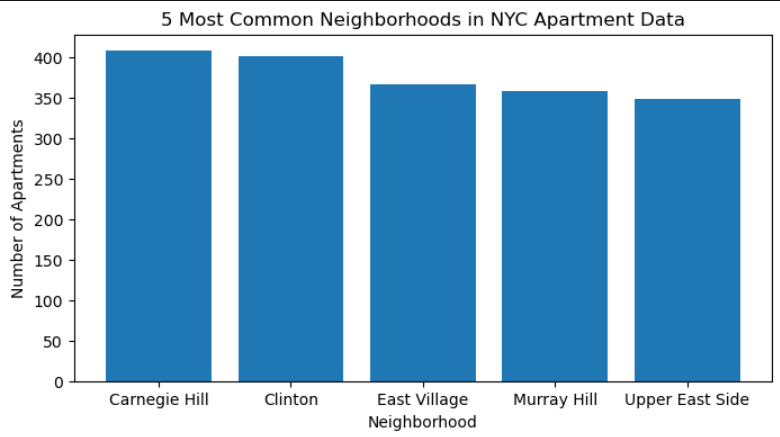 5 Most Common Neighborhoods in NYC Apartment Data
Number of Apartments
400
350
300
250
200
150
100
50
0
Carnegie Hill Clinton East Village Murray Hill Upper East Side
Neighborhood